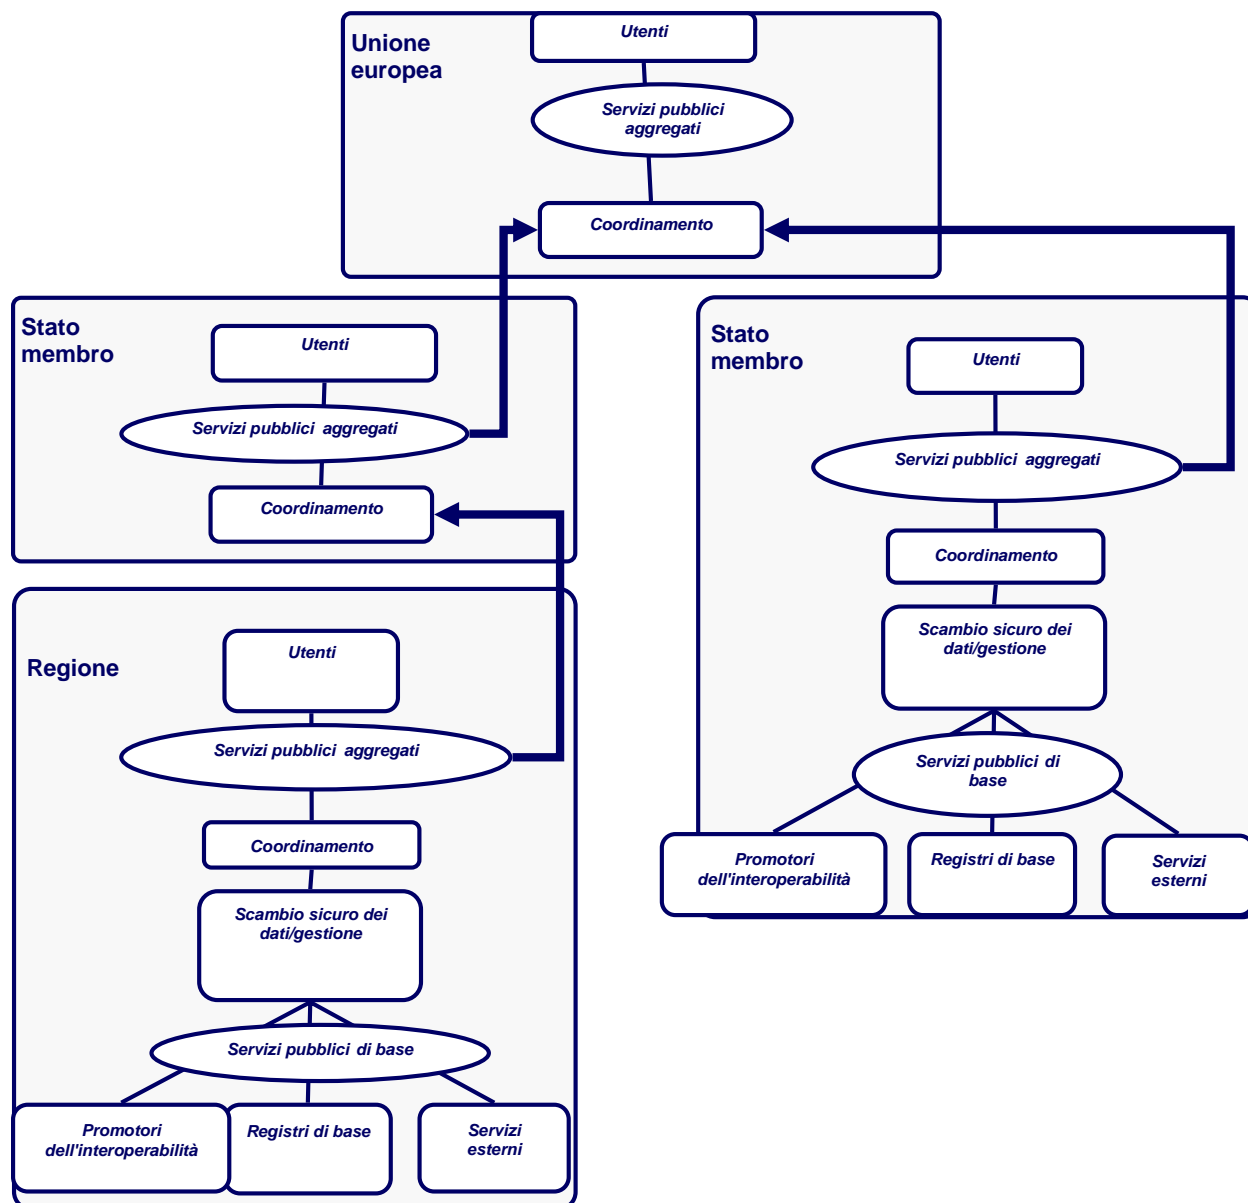 Unione
europea
Utenti
Servizi pubblici
aggregati
Coordinamento
Stato
membro
Utenti
Servizi pubblici aggregati
Coordinamento
Regione
Utenti
Servizi pubblici aggregati
Coordinamento
Scambio sicuro dei
dati/gestione
Servizi pubblici di base
Promotori
dell'interoperabilità
Registri di base
Servizi
esterni
Stato
membro
Utenti
Servizi pubblici aggregati
Coordinamento
Scambio sicuro dei
dati/gestione
Servizi pubblici di
base
Promotori
dell'interoperabilità
Registri di base
Servizi
esterni